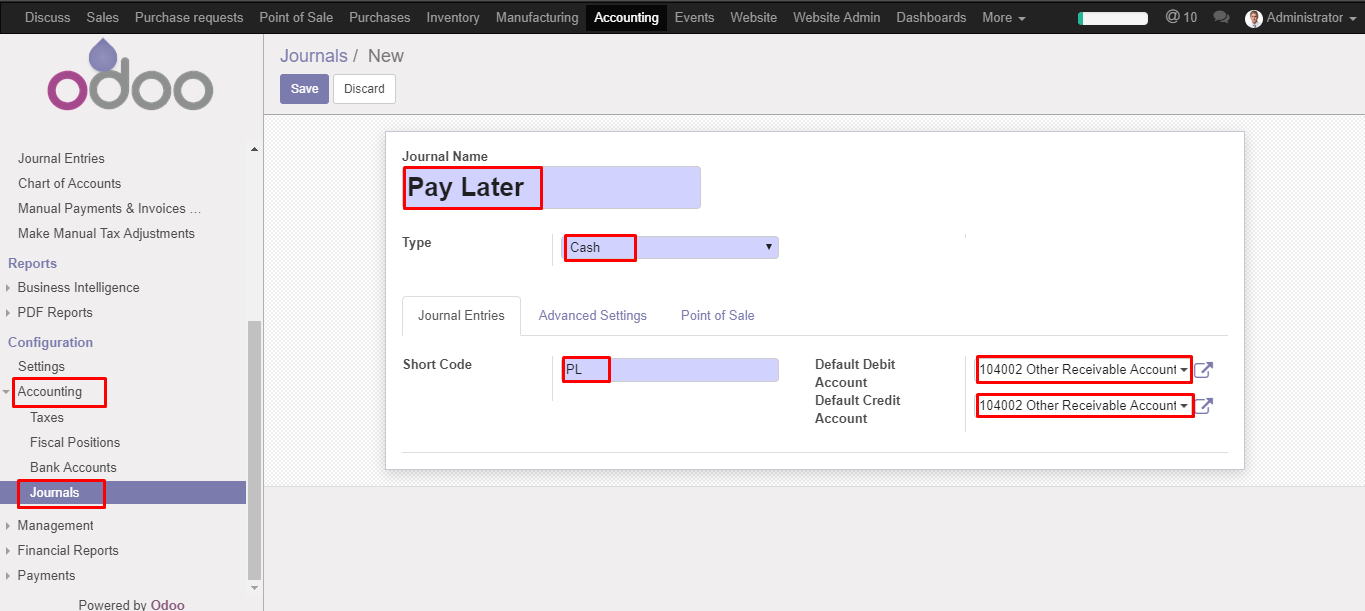 Discuss Sales Purchase requests Point of Sale Purchases Inventory Manufacturing Accounting Events Website Website Admin Dashboards More @ 10 Administrator
odoo
Journal Entries
Chart of Accounts
Manual Payments & Invoices ...
Make Manual Tax Adjustments
Reports
Business Intelligence
PDF Reports
Configuration
Settings
Accounting
Taxes
Fiscal Positions
Bank Accounts
Journals
Management
Financial Reports
Payments
Powered by Odoo
Journals / New
Save Discard
Journal Name
Pay Later
Type Cash
Journal Entries Advanced Settings Point of Sale
Short Code PL
Default Debit
Account
104002 Other Receivable Account
Default Credit
Account
104002 Other Receivable Account